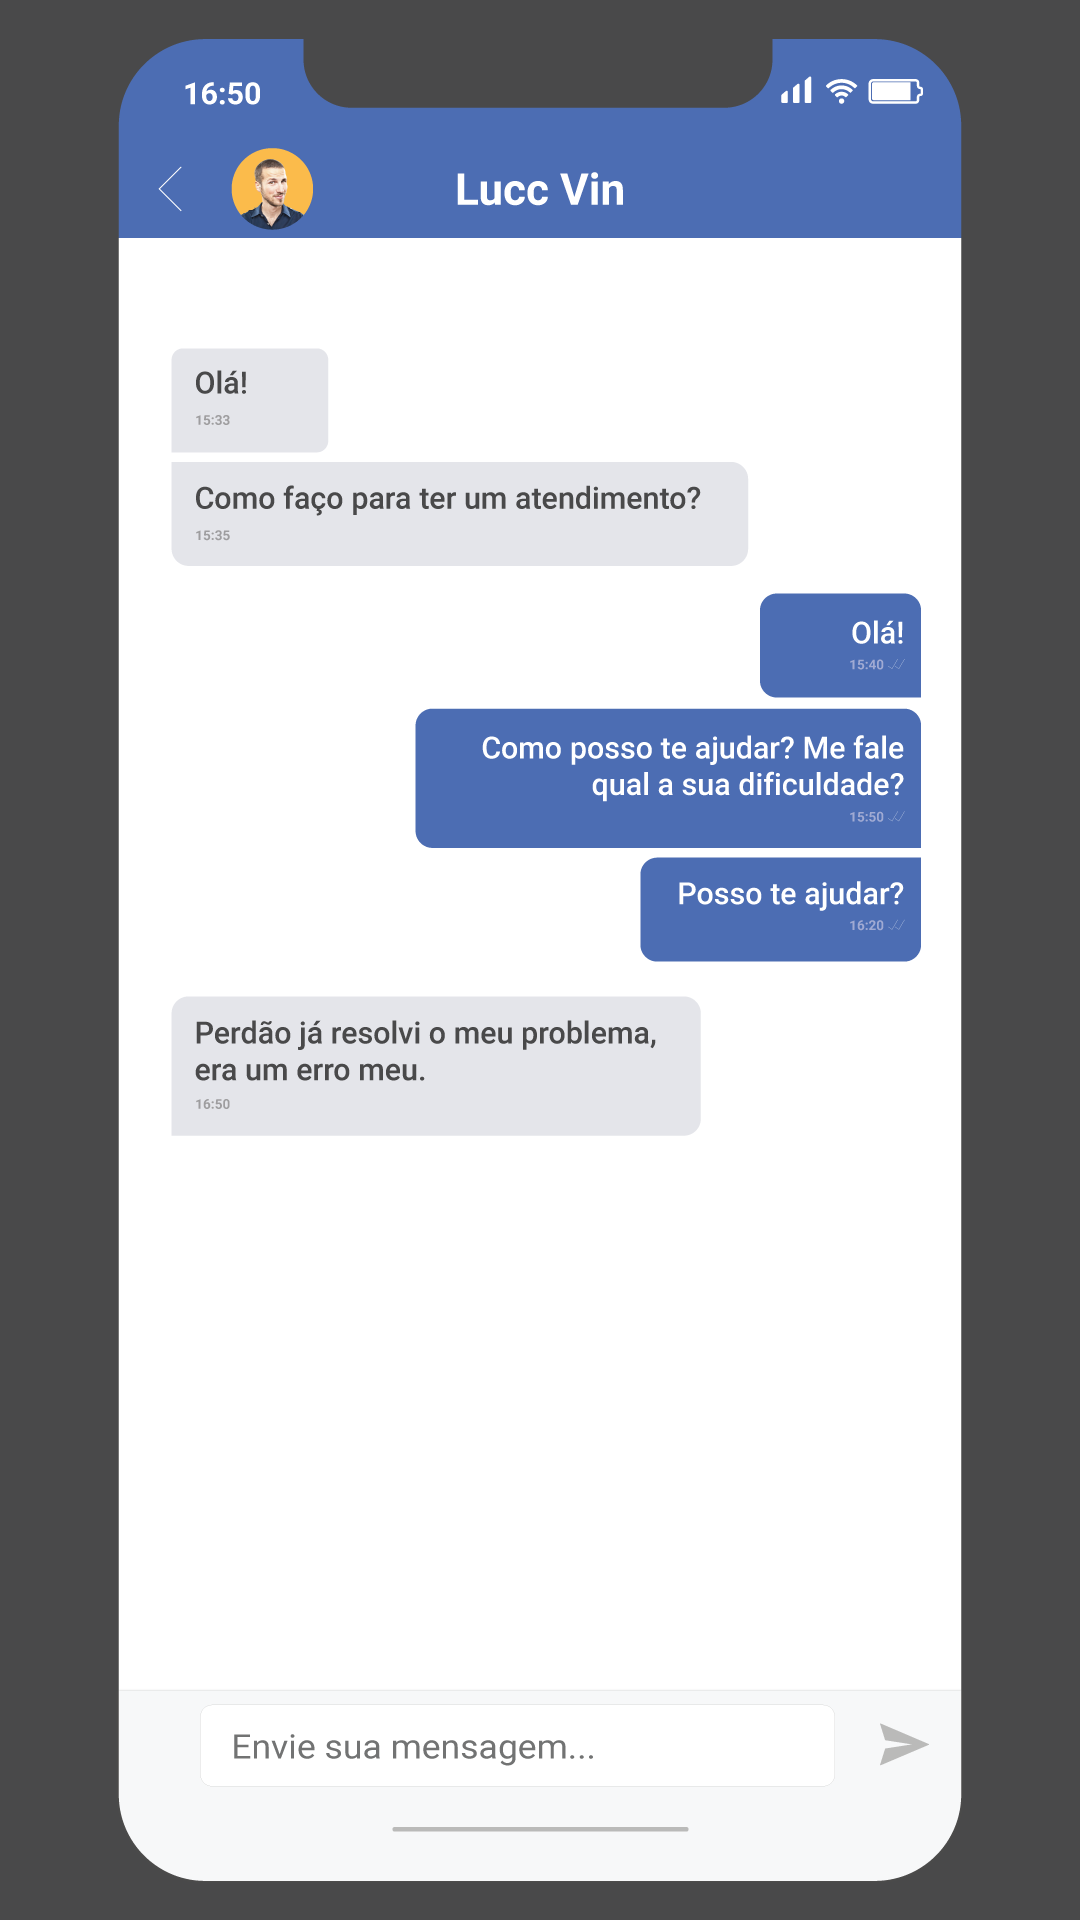 16:50
Lucc Vin
Olá!
15:33
Como faço para ter um atendimento?
15:35
Olá!
15:40
Como posso te ajudar? Me fale
qual a sua dificuldade?
15:50
Posso te ajudar?
16:20
Perdão já resolvi o meu problema,
era um erro meu.
16:50
Envie sua mensagem...